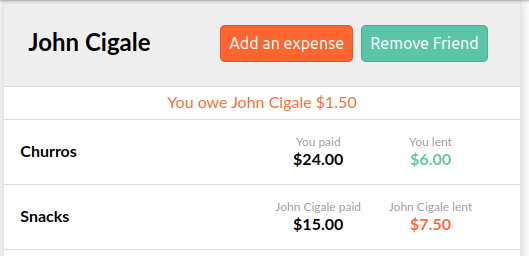 John Cigale
Add an expense
Remove Friend
You owe John Cigale $1.50
Churros
You paid
$24.00
You lent
$6.00
Snacks
John Cigale paid
$15.00
John Cigale lent
$7.50